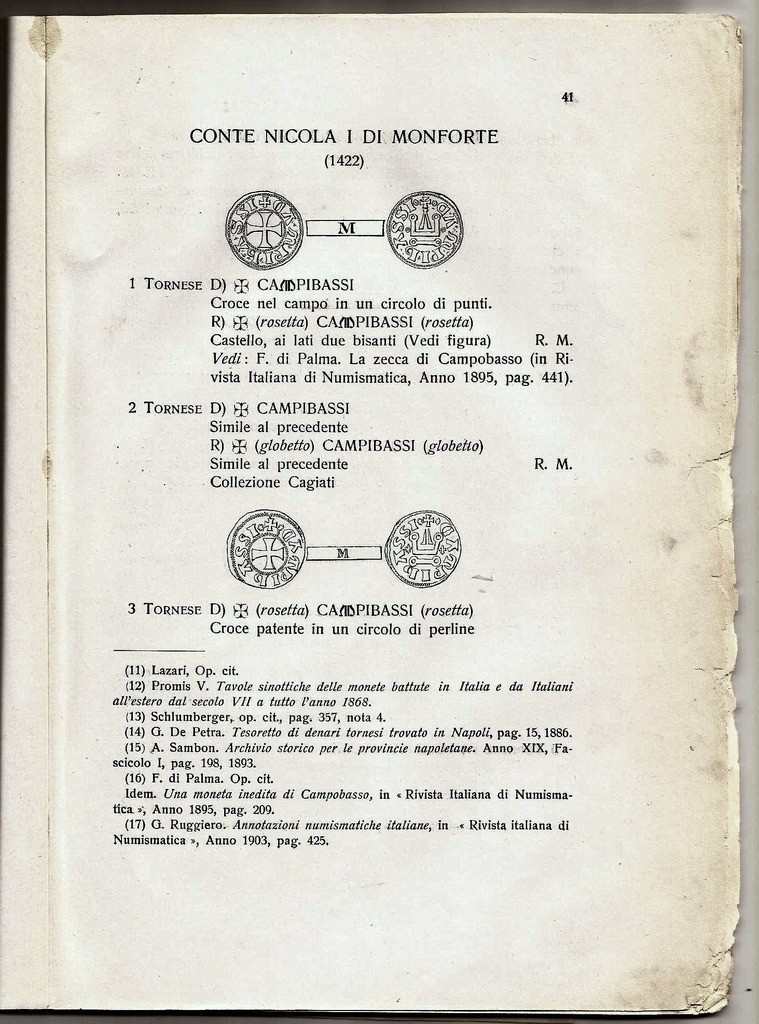 41
CONTE NICOLA I DI MONFORTE
(1422)
M
1 TORNESE D) ✠ CAMPIBASSI
Croce nel campo in un circolo di punti.
R) ✠ (rosetta) CAMPIBASSI (rosetta)
Castello, ai lati due bisanti (Vedi figura) R. M.
Vedi: F. di Palma. La zecca di Campobasso (in Ri-
vista Italiana di Numismatica, Anno 1895, pag. 441).
2 TORNESE D) ✠ CAMPIBASSI
Simile al precedente
R) ✠ (globetto) CAMPIBASSI (globetto)
Simile al precedente R. M.
Collezione Cagiati
M
3 TORNESE D) ✠ (rosetta) CAMPIBASSI (rosetta)
Croce patente in un circolo di perline
(11) Lazari, Op. cit.
(12) Promis V. Tavole sinottiche delle monete battute in Italia e da Italiani
all'estero dal secolo VII a tutto l'anno 1868.
(13) Schlumberger, op. cit., pag. 357, nota 4.
(14) G. De Petra. Tesoretto di denari tornesi trovato in Napoli, pag. 15, 1886.
(15) A. Sambon. Archivio storico per le provincie napoletane. Anno XIX, Fa-
scicolo I, pag. 198, 1893.
(16) F. di Palma. Op. cit.
Idem. Una moneta inedita di Campobasso, in « Rivista Italiana di Numisma-
tica », Anno 1895, pag. 209.
(17) G. Ruggiero. Annotazioni numismatiche italiane, in « Rivista italiana di
Numismatica », Anno 1903, pag. 425.